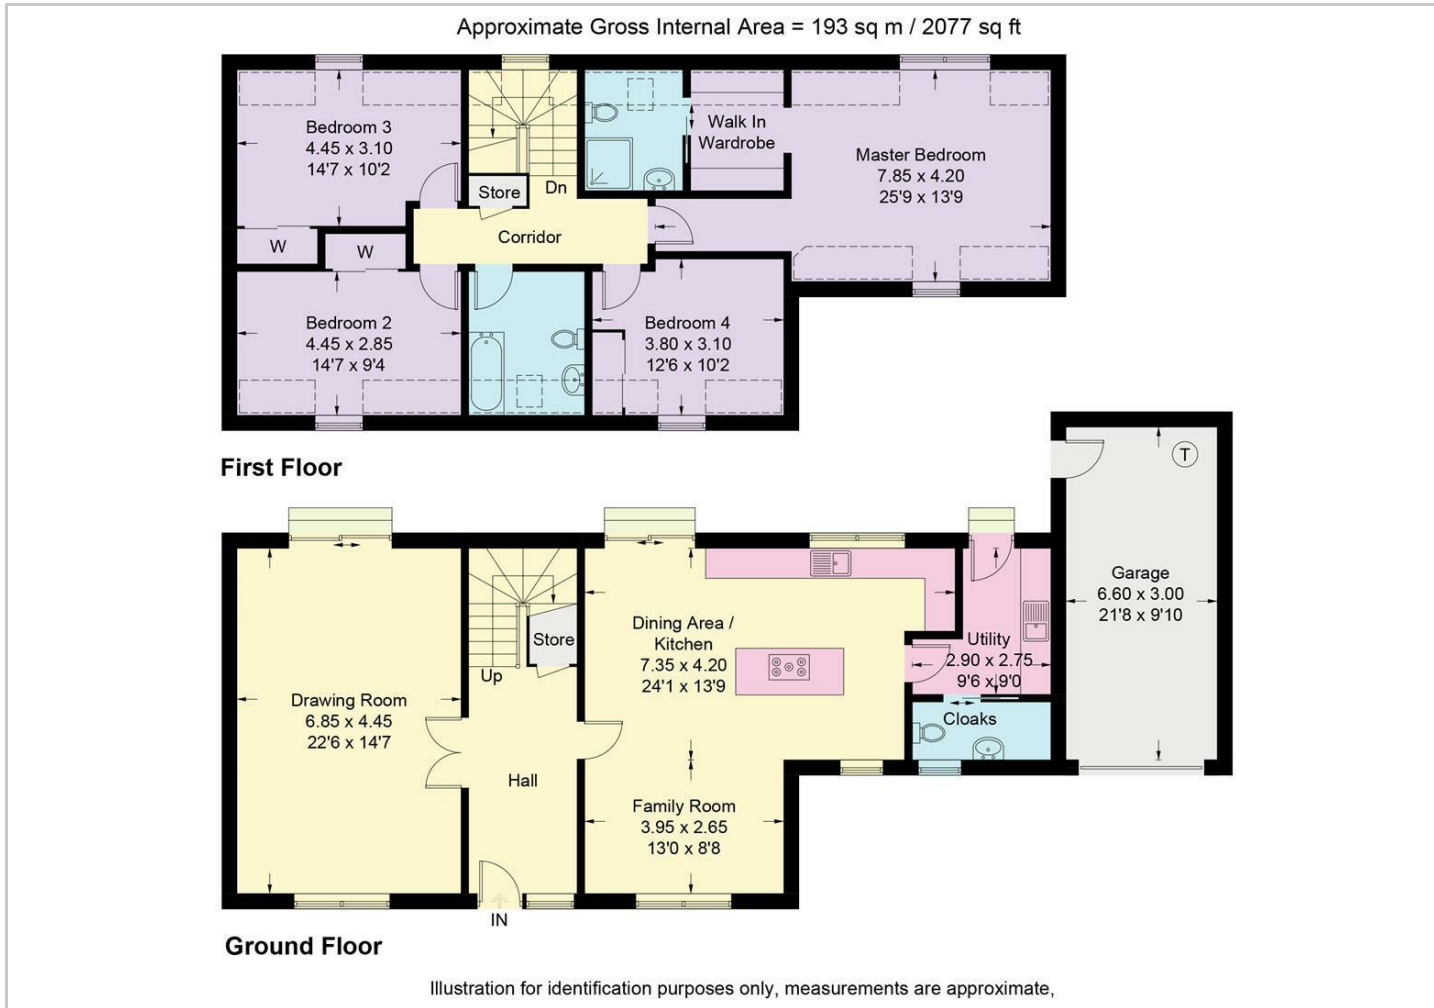 Approximate Gross Internal Area = 193 sq m / 2077 sq ft
Bedroom 3
4.45 x 3.10
14'7 x 10'2
Store
Dn
Walk In
Wardrobe
Master Bedroom
7.85 x 4.20
25'9 x 13'9
W
W
Corridor
Bedroom 2
4.45 x 2.85
14'7 x 9'4
Bedroom 4
3.80 x 3.10
12'6 x 10'2
First Floor
T
Garage
6.60 x 3.00
21'8 x 9'10
Drawing Room
6.85 x 4.45
22'6 x 14'7
Store
Up
Hall
IN
Dining Area /
Kitchen
7.35 x 4.20
24'1 x 13'9
Utility
2.90 x 2.75
9'6 x 9'0
Cloaks
Family Room
3.95 x 2.65
13'0 x 8'8
Ground Floor
Illustration for identification purposes only, measurements are approximate,